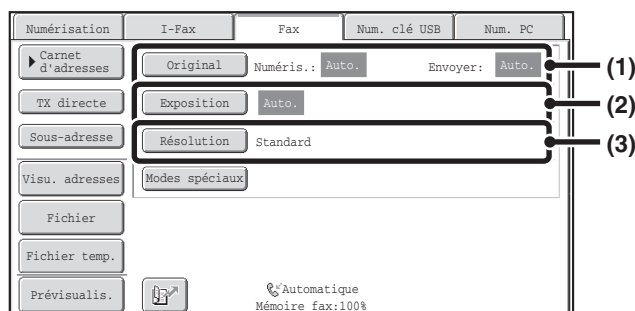 Numérisation I-Fax Fax Num. clé USB Num. PC
Carnet d'adresses
Original Numéris.: Auto. Envoyer: Auto. (1)
TX directe Exposition Auto. (2)
Sous-adresse Résolution Standard (3)
Visu. adresses Modes spéciaux
Fichier
Fichier temp.
Prévisualis. Automatique
Mémoire fax:100%